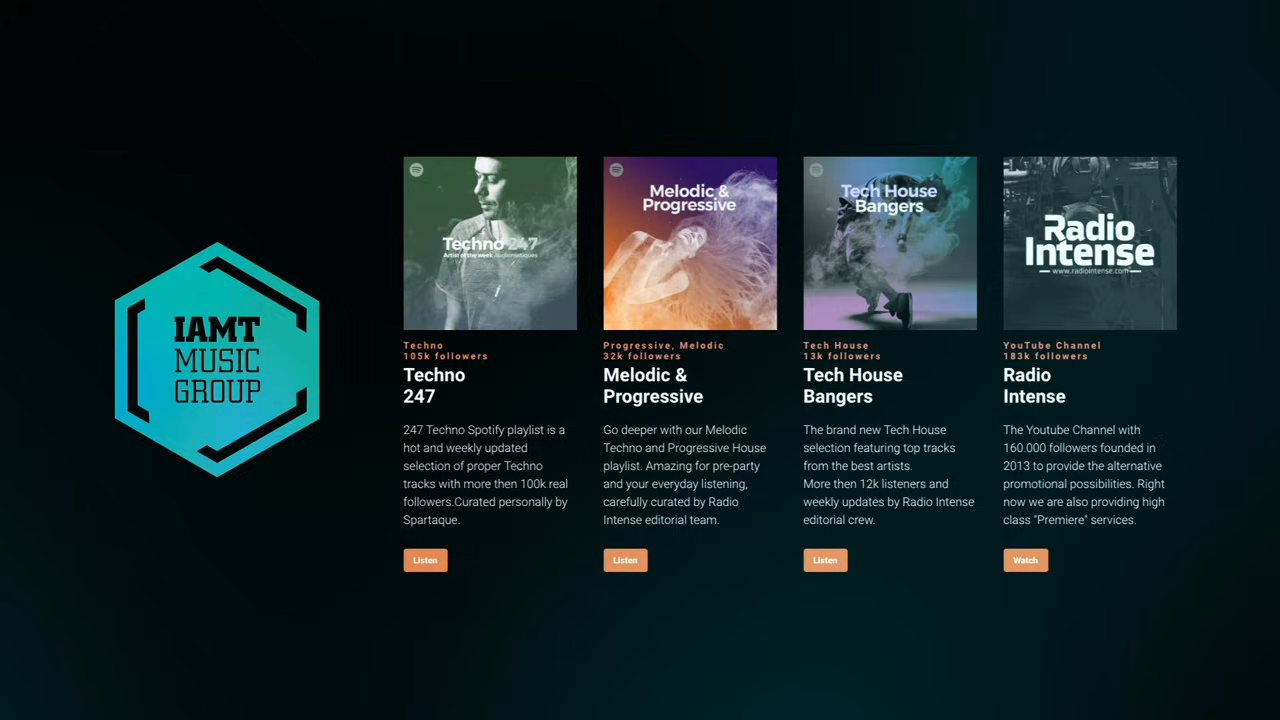 IAMT
MUSIC
GROUP
Techno 247
Artist of the week
Melodic &
Progressive
Tech House
Bangers
Radio
Intense
www.radiointense.com
Techno
105k followers
Techno
247
247 Techno Spotify playlist is a
hot and weekly updated
selection of proper Techno
tracks with more then 100k real
followers.Curated personally by
Spartaque.
Listen
Progressive, Melodic
32k followers
Melodic &
Progressive
Go deeper with our Melodic
Techno and Progressive House
playlist. Amazing for pre-party
and your everyday listening,
carefully curated by Radio
Intense editorial team.
Listen
Tech House
13k followers
Tech House
Bangers
The brand new Tech House
selection featuring top tracks
from the best artists.
More then 12k listeners and
weekly updates by Radio Intense
editorial crew.
Listen
YouTube Channel
183k followers
Radio
Intense
The Youtube Channel with
160.000 followers founded in
2013 to provide the alternative
promotional possibilities. Right
now we are also providing high
class "Premiere" services.
Watch